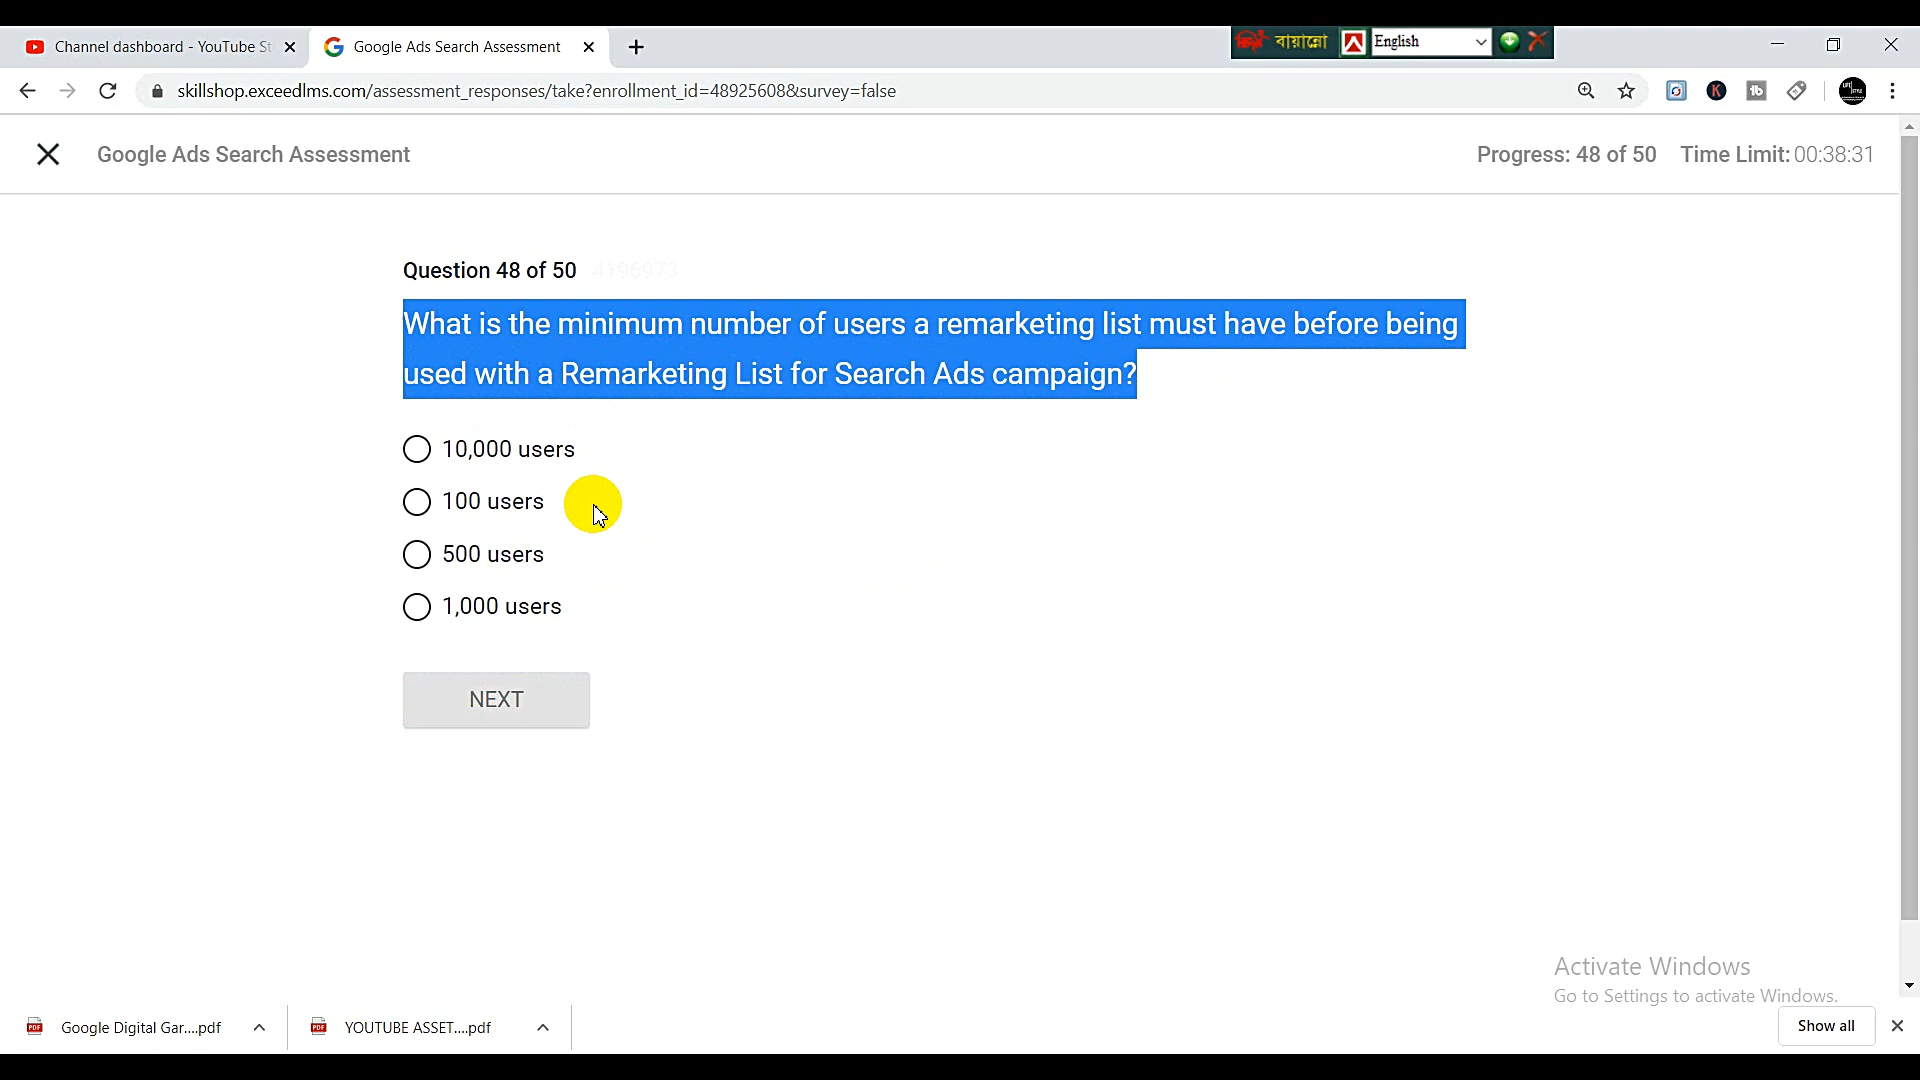 Channel dashboard - YouTube St
Google Ads Search Assessment
বায়ান্নো
English
skillshop.exceedlms.com/assessment_responses/take?enrollment_id=48925608&survey=false
Google Ads Search Assessment
Progress: 48 of 50 Time Limit: 00:38:31
Question 48 of 50 4196973
What is the minimum number of users a remarketing list must have before being
used with a Remarketing List for Search Ads campaign?
10,000 users
100 users
500 users
1,000 users
NEXT
Activate Windows
Go to Settings to activate Windows.
Google Digital Gar....pdf
YOUTUBE ASSET....pdf
Show all